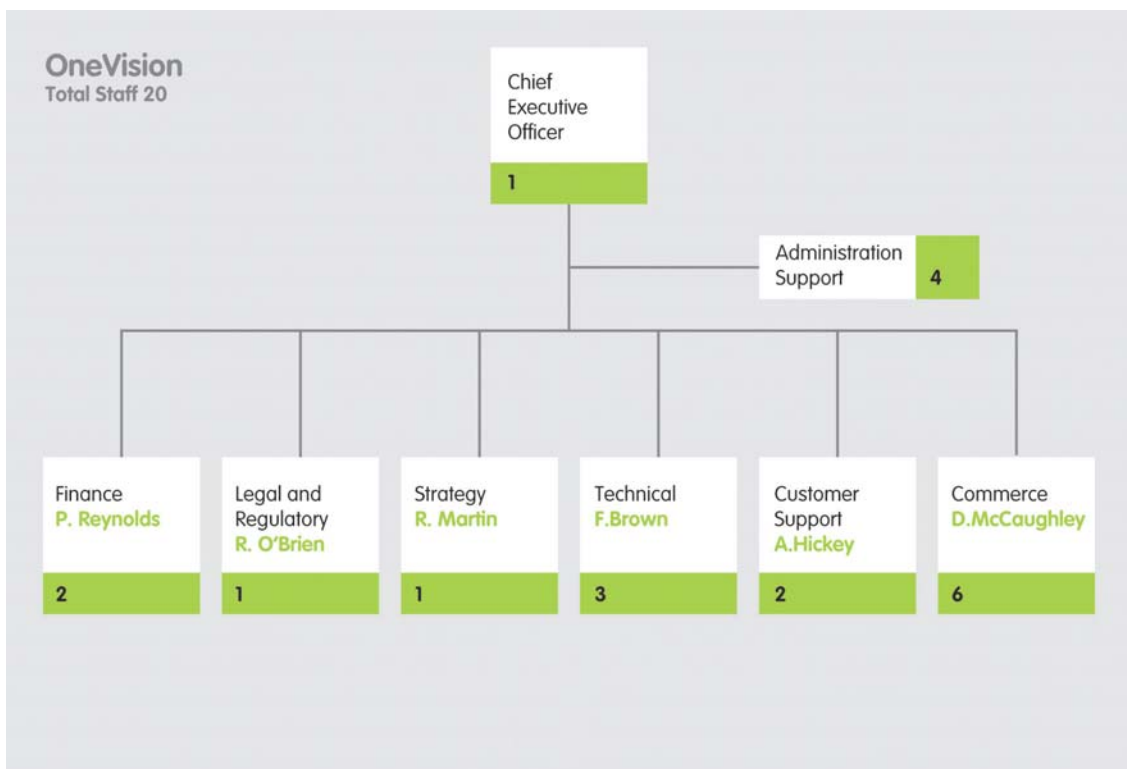 OneVision
Total Staff 20
Chief
Executive
Officer
1
Administration
Support
4
Finance
P. Reynolds
2
Legal and
Regulatory
R. O'Brien
1
Strategy
R. Martin
1
Technical
F.Brown
3
Customer
Support
A.Hickey
2
Commerce
D.McCaughley
6